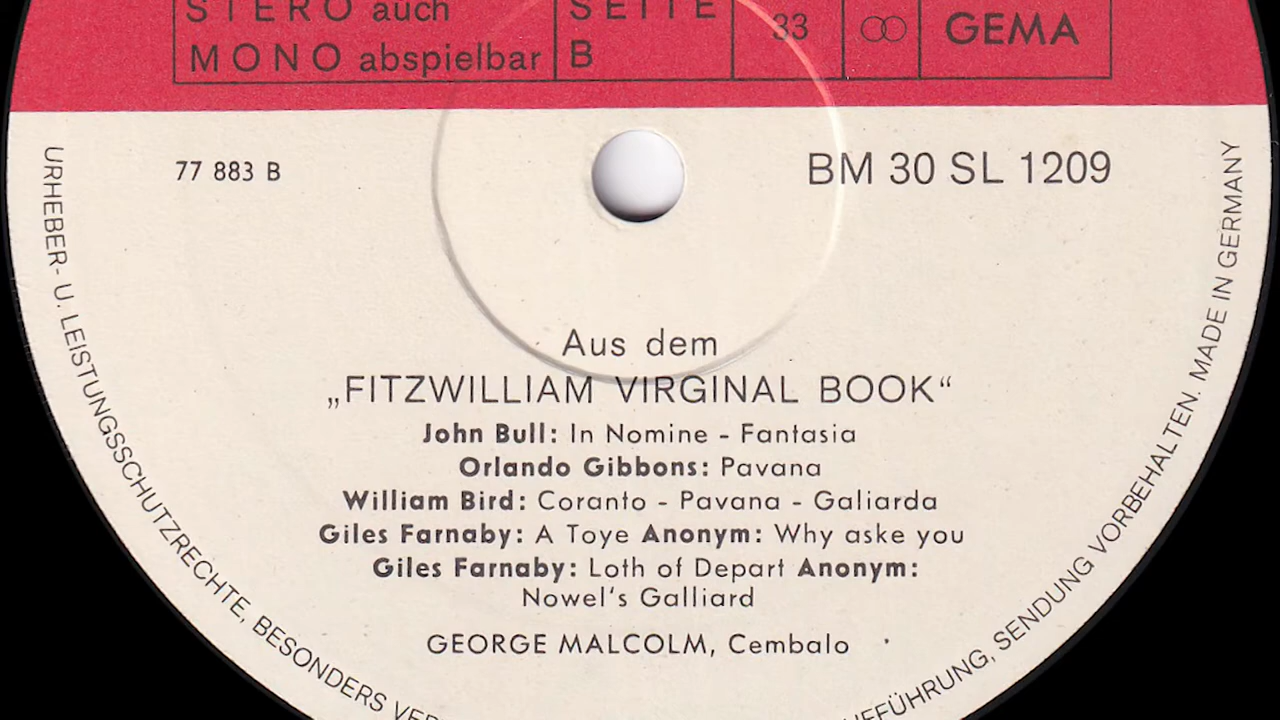 STEREO auch
MONO abspielbar
SEITE
B
33
GEMA
77 883 B
BM 30 SL 1209
Aus dem
„FITZWILLIAM VIRGINAL BOOK“
John Bull: In Nomine - Fantasia
Orlando Gibbons: Pavana
William Bird: Coranto - Pavana - Galiarda
Giles Farnaby: A Toye Anonym: Why aske you
Giles Farnaby: Loth of Depart Anonym:
Nowel‘s Galliard
GEORGE MALCOLM, Cembalo
URHEBER- U. LEISTUNGSSCHUTZRECHTE, BESONDERS
SENDUNG VORBEHALTEN. MADE IN GERMANY